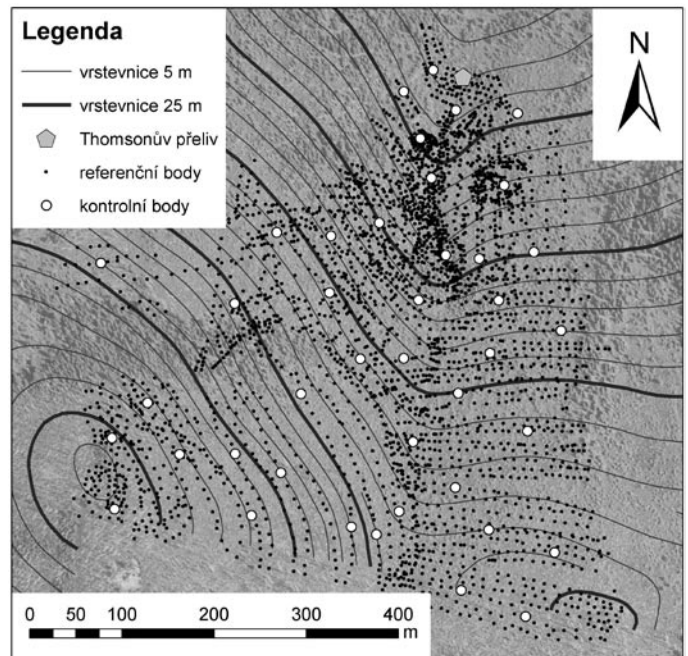 Legenda
vrstevnice 5 m
vrstevnice 25 m
Thomsonův přeliv
referenční body
kontrolní body
N
0 50 100 200 300 400
m